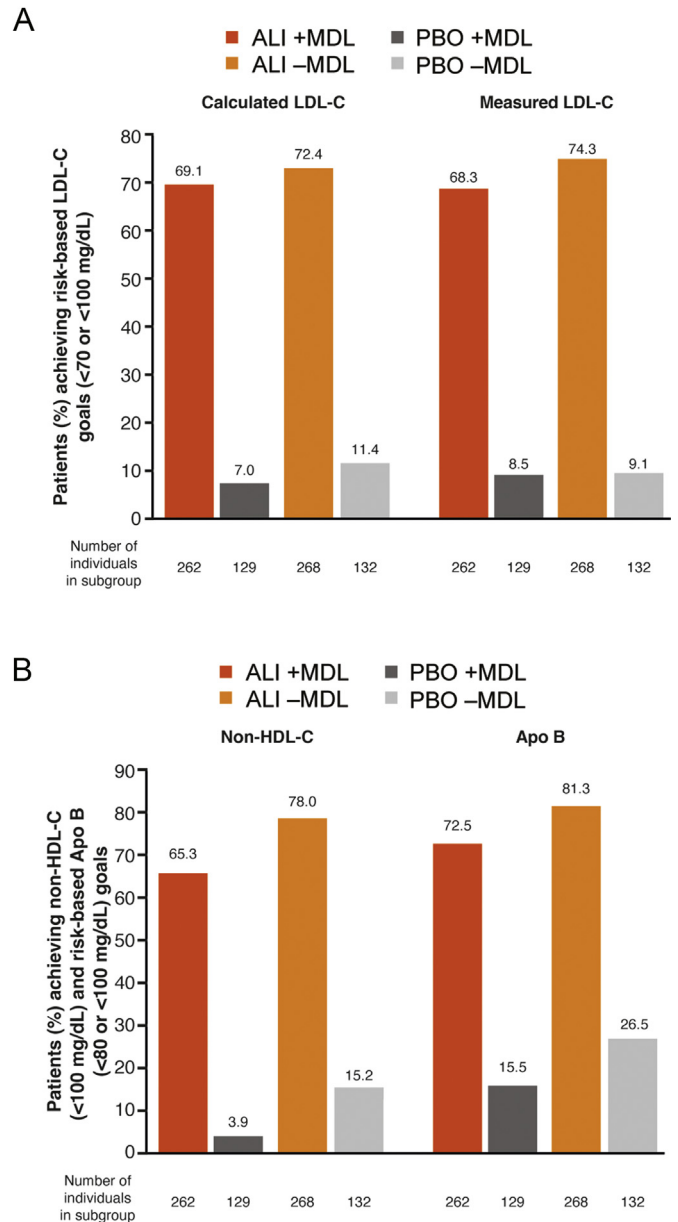 A
ALI +MDL PBO +MDL
ALI –MDL PBO –MDL
Calculated LDL-C Measured LDL-C
Patients (%) achieving risk-based LDL-C
goals (<70 or <100 mg/dL)
80
70
60
50
40
30
20
10
0
69.1 7.0 72.4 11.4 68.3 8.5 74.3 9.1
Number of
individuals
in subgroup
262 129 268 132 262 129 268 132
B
ALI +MDL PBO +MDL
ALI –MDL PBO –MDL
Non-HDL-C Apo B
Patients (%) achieving non-HDL-C
(<100 mg/dL) and risk-based Apo B
(<80 or <100 mg/dL) goals
90
80
70
60
50
40
30
20
10
0
65.3 3.9 78.0 15.2 72.5 15.5 81.3 26.5
Number of
individuals
in subgroup
262 129 268 132 262 129 268 132